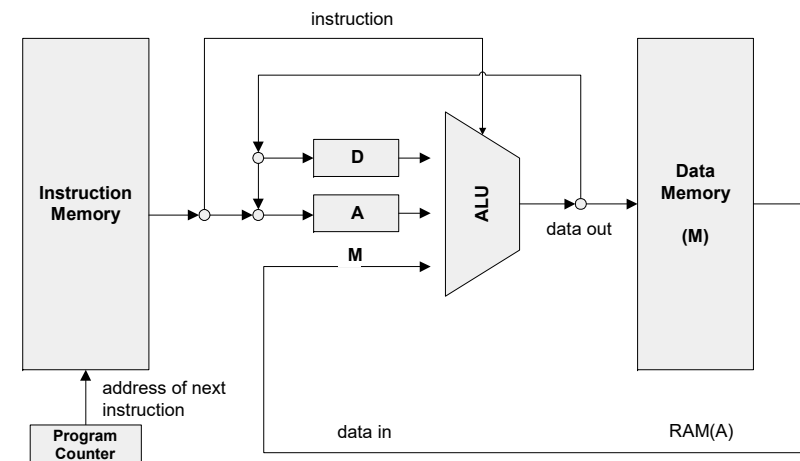 instruction
D
Instruction
Memory
A
M
ALU
data out
Data
Memory
(M)
address of next
instruction
Program
Counter
data in
RAM(A)